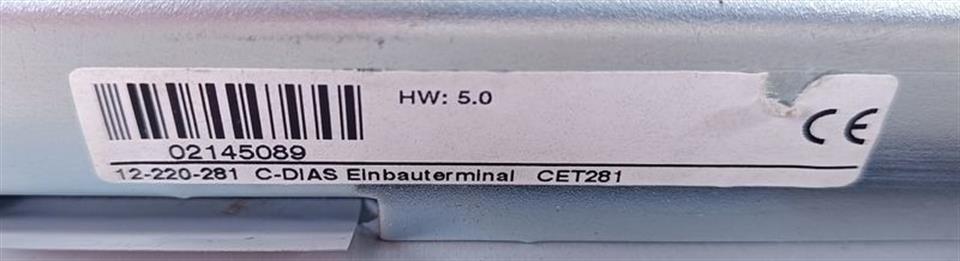 HW: 5.0
CE
02145089
12-220-281 C-DIAS Einbauterminal CET281